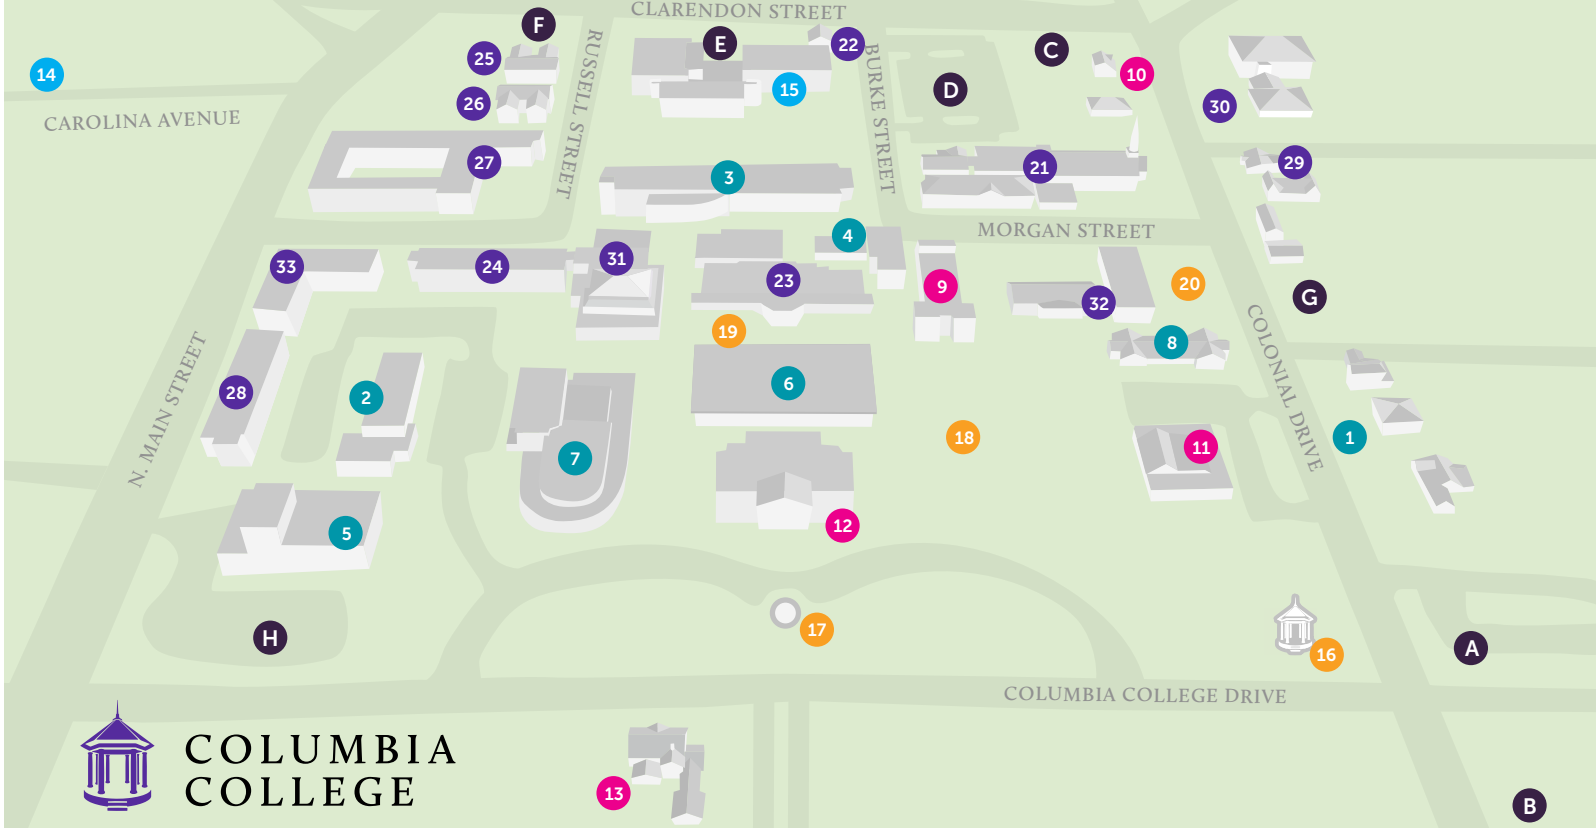 CLARENDON STREET
F
E
22
C
25
14
10
15
D
26
30
CAROLINA AVENUE
RUSSELL STREET
BURKE STREET
27
3
21
29
MORGAN STREET
4
31
33
24
23
20
9
G
32
19
8
N. MAIN STREET
COLONIAL DRIVE
28
2
6
18
1
11
7
12
5
17
H
A
16
COLUMBIA COLLEGE DRIVE
COLUMBIA
COLLEGE
13
B